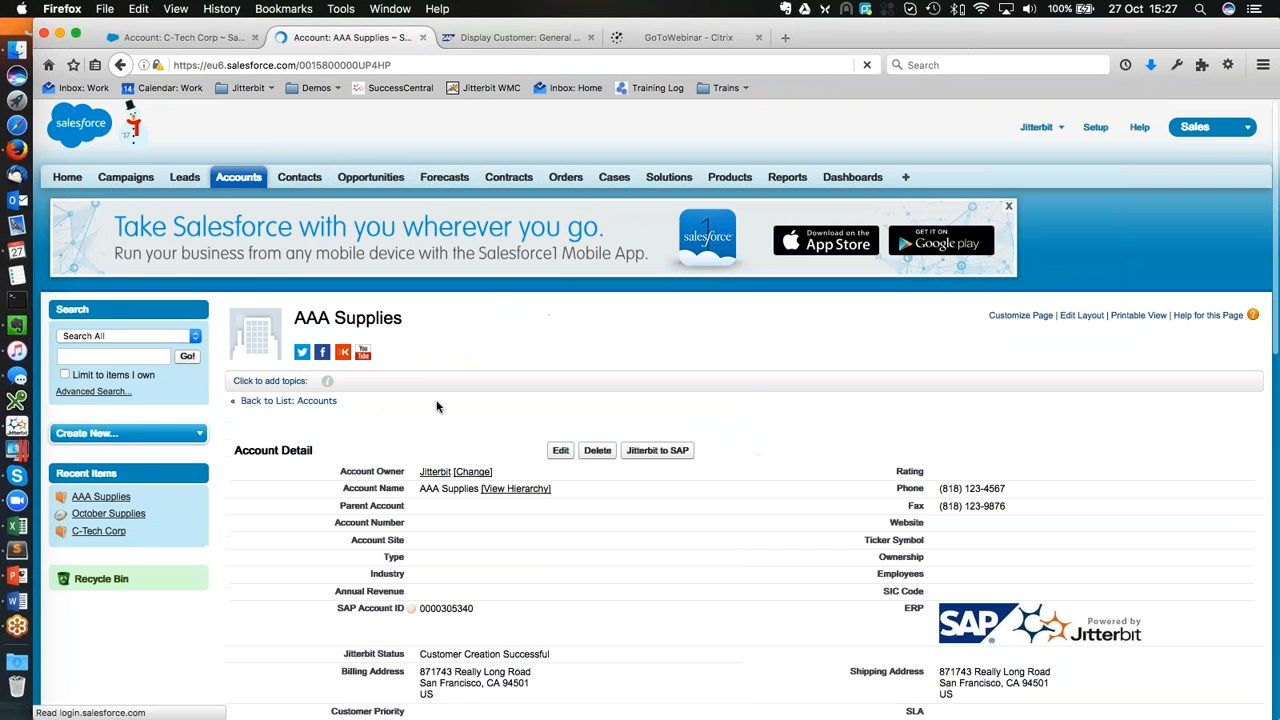 Firefox File Edit View History Bookmarks Tools Window Help 100% 27 Oct 15:27
Account: C-Tech Corp ~ Sa... Account: AAA Supplies ~ S... Display Customer: General ... GoToWebinar - Citrix
https://eu6.salesforce.com/0015800000UP4HP Search
Inbox: Work Calendar: Work Jitterbit Demos SuccessCentral Jitterbit WMC Inbox: Home Training Log Trains
salesforce '17 Jitterbit Setup Help Sales
Home Campaigns Leads Accounts Contacts Opportunities Forecasts Contracts Orders Cases Solutions Products Reports Dashboards +
Take Salesforce with you wherever you go.
Run your business from any mobile device with the Salesforce1 Mobile App.
1 salesforce
Download on the App Store
GET IT ON Google play
X
Search
Search All
Go!
Limit to items I own
Advanced Search...
Create New...
Recent Items
AAA Supplies
October Supplies
C-Tech Corp
Recycle Bin
AAA Supplies
Customize Page | Edit Layout | Printable View | Help for this Page
You Tube
Click to add topics:
« Back to List: Accounts
Account Detail Edit Delete Jitterbit to SAP
Account Owner Jitterbit [Change] Rating
Account Name AAA Supplies [View Hierarchy] Phone (818) 123-4567
Parent Account Fax (818) 123-9876
Account Number Website
Account Site Ticker Symbol
Type Ownership
Industry Employees
Annual Revenue SIC Code
SAP Account ID 0000305340 ERP SAP Powered by Jitterbit
Jitterbit Status Customer Creation Successful
Billing Address 871743 Really Long Road Shipping Address 871743 Really Long Road
San Francisco, CA 94501 San Francisco, CA 94501
US US
Customer Priority SLA
Read login.salesforce.com